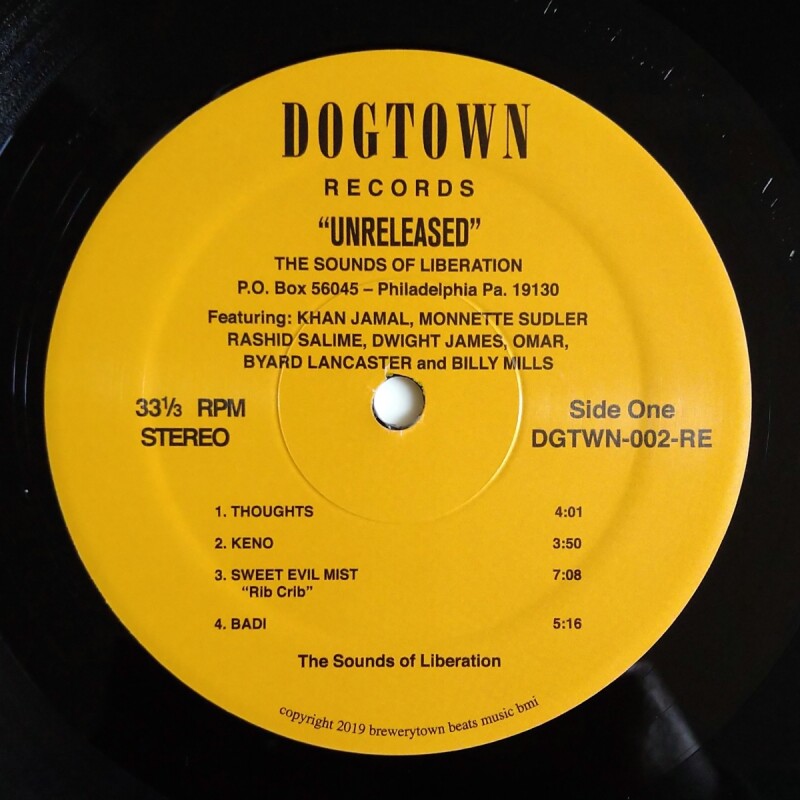 DOGTOWN
RECORDS
“UNRELEASED”
THE SOUNDS OF LIBERATION
P.O. Box 56045 – Philadelphia Pa. 19130
Featuring: KHAN JAMAL, MONNETTE SUDLER
RASHID SALIME, DWIGHT JAMES, OMAR,
BYARD LANCASTER and BILLY MILLS
33⅓ RPM
STEREO
Side One
DGTWN-002-RE
1. THOUGHTS 4:01
2. KENO 3:50
3. SWEET EVIL MIST 7:08
“Rib Crib”
4. BADI 5:16
The Sounds of Liberation
copyright 2019 brewerytown beats music bmi